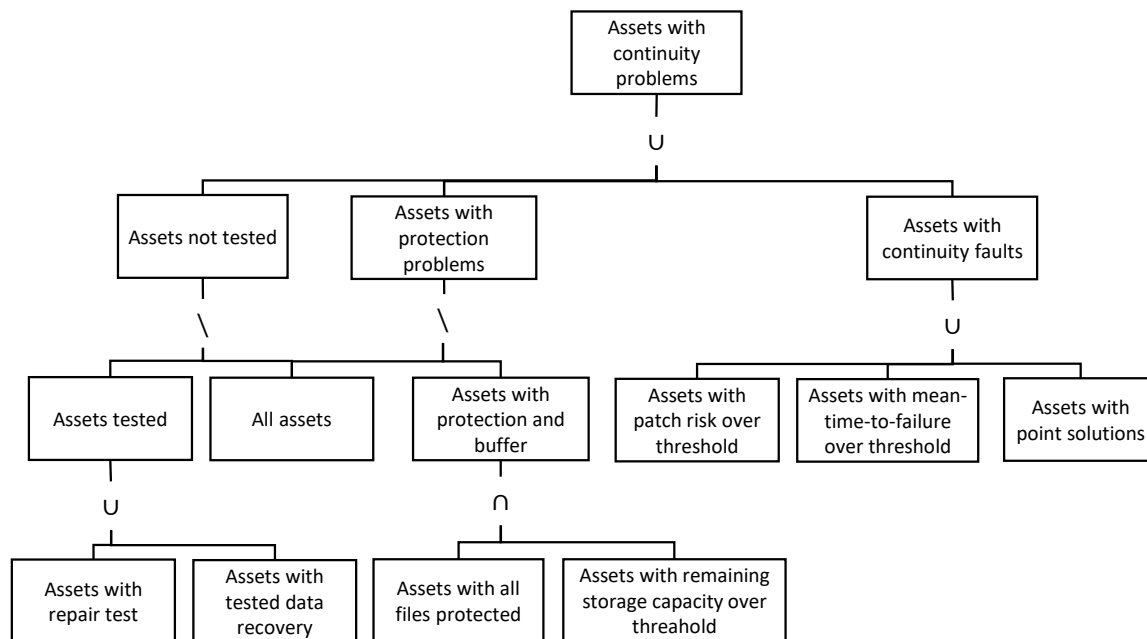 Assets with
continuity
problems
∪
Assets not tested
Assets with
protection
problems
Assets with
continuity faults
\
\
∪
Assets tested
All assets
Assets with
protection and
buffer
Assets with
patch risk over
threshold
Assets with mean-
time-to-failure
over threshold
Assets with
point solutions
∪
∩
Assets with
repair test
Assets with
tested data
recovery
Assets with all
files protected
Assets with remaining
storage capacity over
threahold